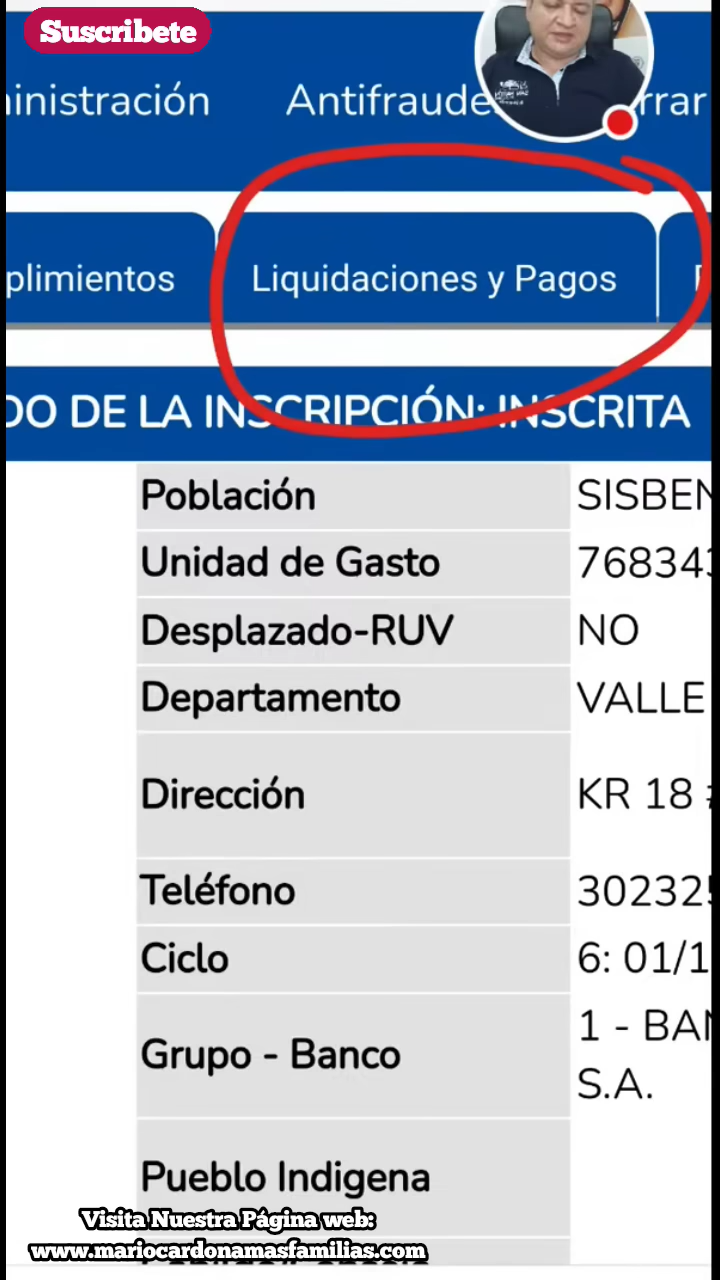 Suscribete
ministración Antifraude rrar
plimientos Liquidaciones y Pagos
DO DE LA INSCRIPCIÓN: INSCRITA
Población SISBEN
Unidad de Gasto 76834
Desplazado-RUV NO
Departamento VALLE
Dirección KR 18
Teléfono 30232
Ciclo 6: 01/1
Grupo - Banco 1 - BAN
S.A.
Pueblo Indigena
Visita Nuestra Página web:
www.mariocardonamasfamilias.com